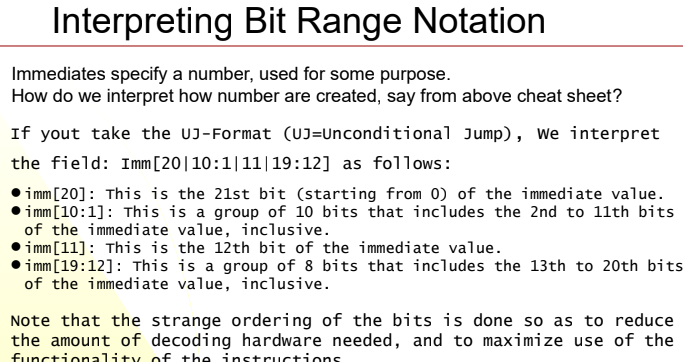 Interpreting Bit Range Notation
Immediates specify a number, used for some purpose.
How do we interpret how number are created, say from above cheat sheet?
If yout take the UJ-Format (UJ=Unconditional Jump), We interpret
the field: Imm[20|10:1|11|19:12] as follows:
● imm[20]: This is the 21st bit (starting from 0) of the immediate value.
● imm[10:1]: This is a group of 10 bits that includes the 2nd to 11th bits
of the immediate value, inclusive.
● imm[11]: This is the 12th bit of the immediate value.
● imm[19:12]: This is a group of 8 bits that includes the 13th to 20th bits
of the immediate value, inclusive.
Note that the strange ordering of the bits is done so as to reduce
the amount of decoding hardware needed, and to maximize use of the
functionality of the instructions